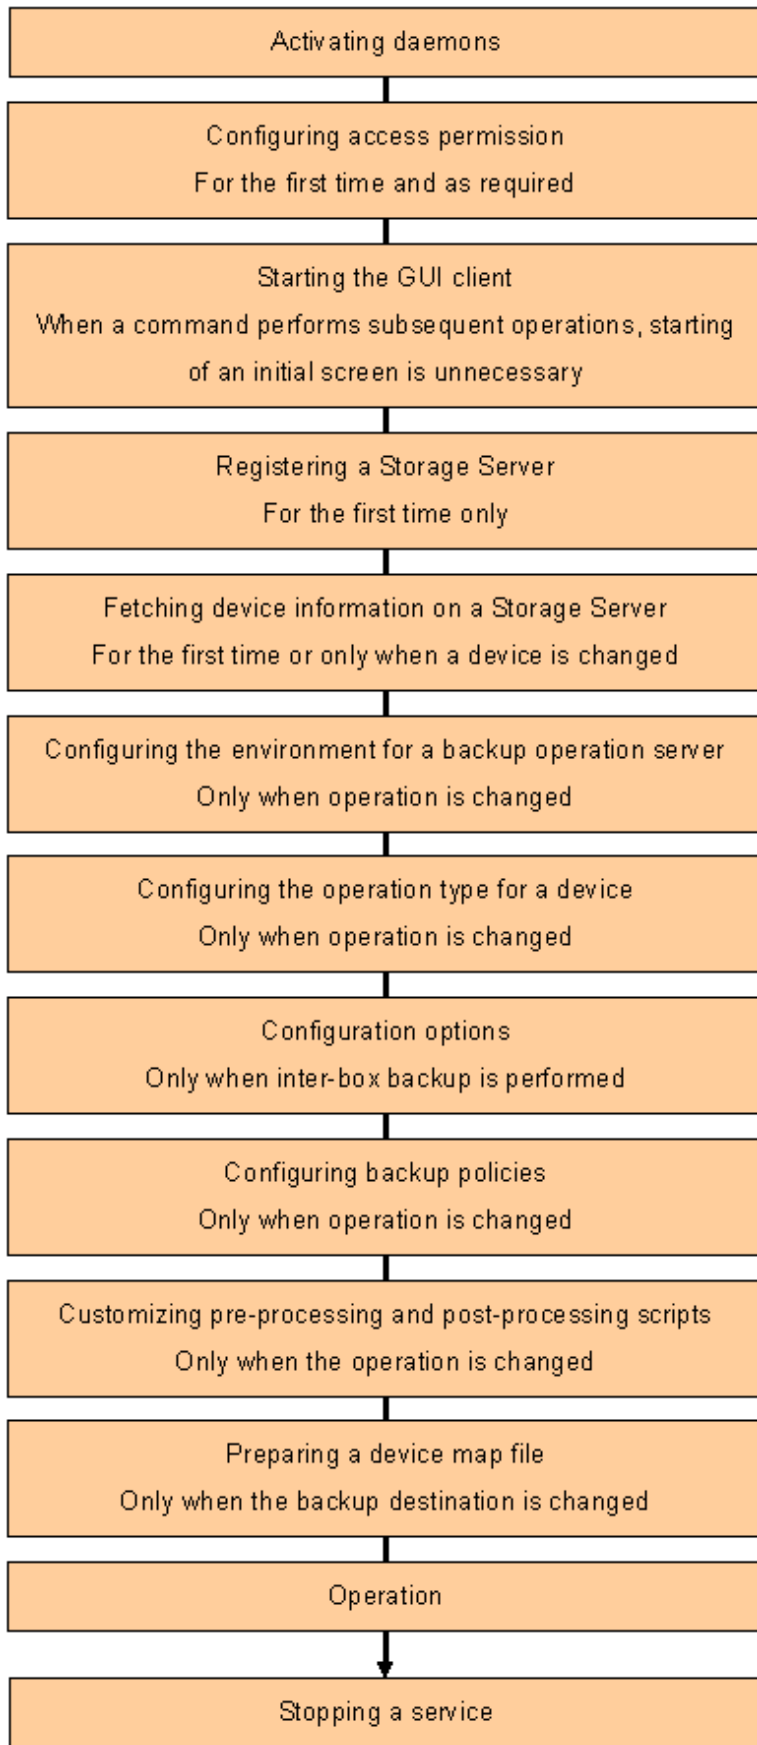 Activating daemons
Configuring access permission
For the first time and as required
Starting the GUI client
When a command performs subsequent operations, starting
of an initial screen is unnecessary
Registering a Storage Server
For the first time only
Fetching device information on a Storage Server
For the first time or only when a device is changed
Configuring the environment for a backup operation server
Only when operation is changed
Configuring the operation type for a device
Only when operation is changed
Configuration options
Only when inter-box backup is performed
Configuring backup policies
Only when operation is changed
Customizing pre-processing and post-processing scripts
Only when the operation is changed
Preparing a device map file
Only when the backup destination is changed
Operation
Stopping a service